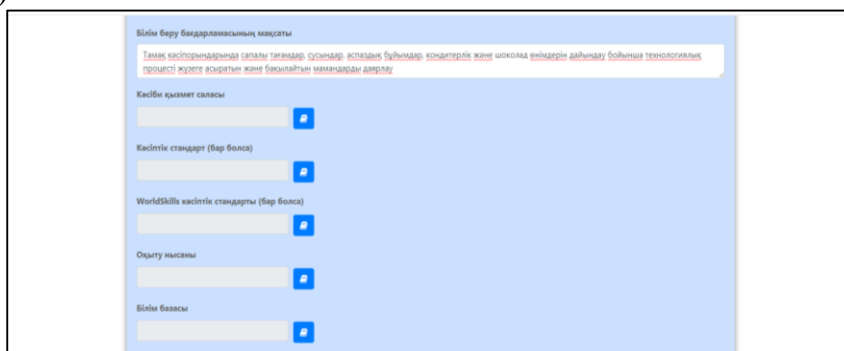 Білім беру бағдарламасының мақсаты
Тамақ кәсіпорындарында сапалы тағамдар, сусындар, аспаздық бұйымдар, кондитерлік және шоколад өнімдерін дайындау бойынша технологиялық
процесті жүзеге асыратын және бақылайтын мамандарды даярлау
Кәсіби қызмет саласы
Кәсіптік стандарт (бар болса)
WorldSkills кәсіптік стандарты (бар болса)
Оқыту нысаны
Білім базасы